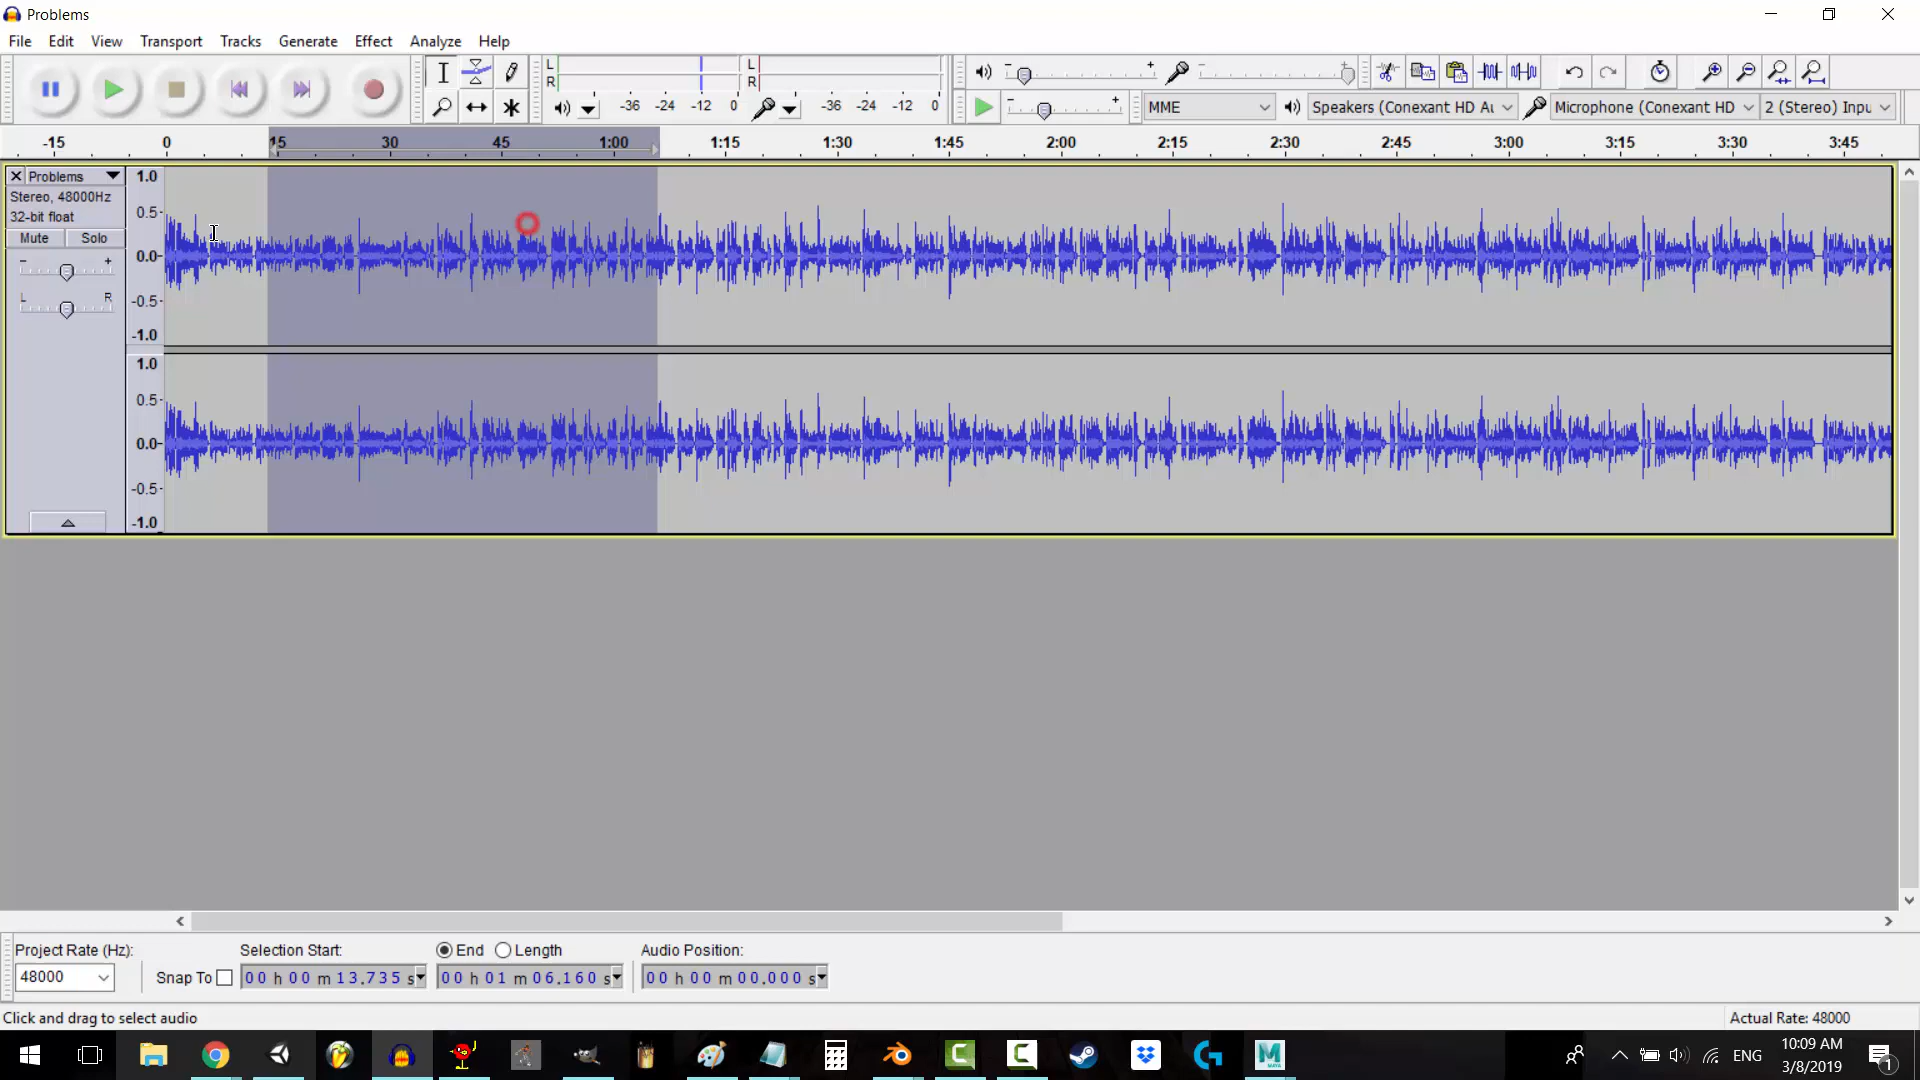 Problems
File Edit View Transport Tracks Generate Effect Analyze Help
L R -36 -24 -12 0
L R -36 -24 -12 0
- +
- + MME Speakers (Conexant HD Au Microphone (Conexant HD 2 (Stereo) Inpu
-15 0 15 30 45 1:00 1:15 1:30 1:45 2:00 2:15 2:30 2:45 3:00 3:15 3:30 3:45
Problems
Stereo, 48000Hz
32-bit float
Mute Solo
- +
L R
1.0
0.5
0.0
-0.5
-1.0
1.0
0.5
0.0
-0.5
-1.0
Project Rate (Hz): Selection Start: End Length Audio Position:
48000 Snap To 00 h 00 m 13.735 s 00 h 01 m 06.160 s 00 h 00 m 00.000 s
Click and drag to select audio Actual Rate: 48000
ENG 10:09 AM
3/8/2019
1